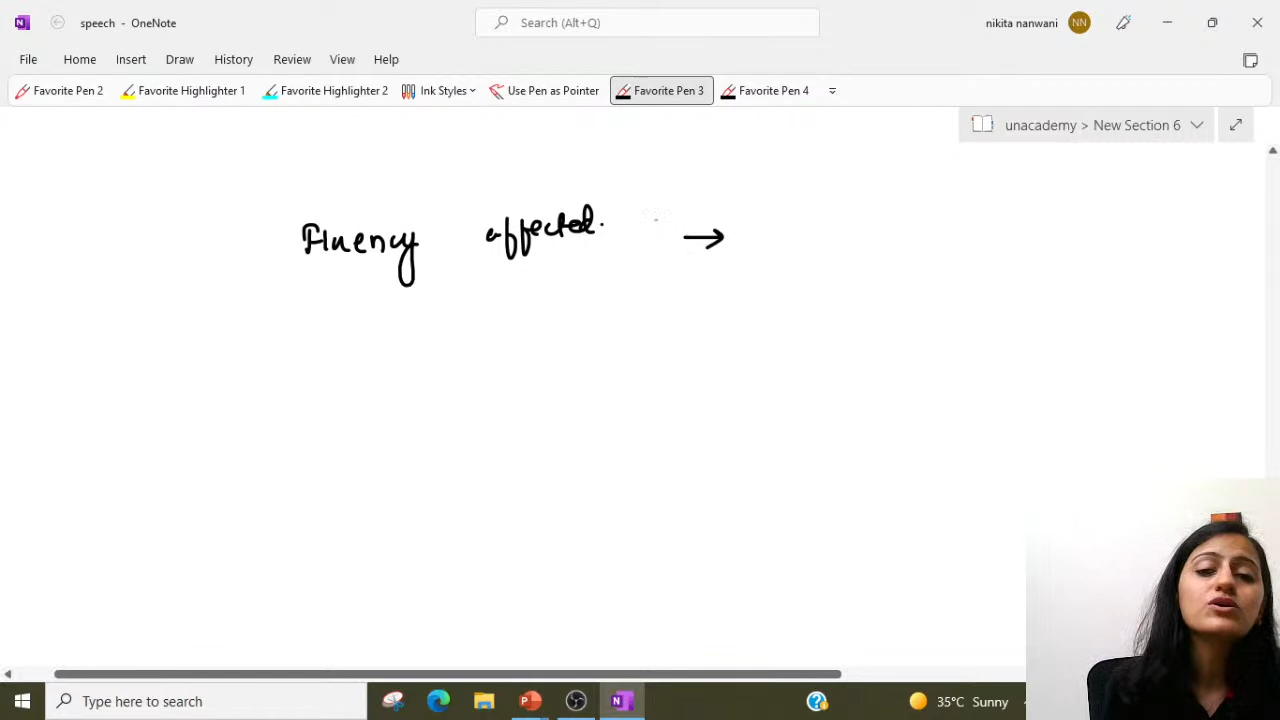 speech - OneNote
Search (Alt+Q)
nikita nanwani
NN
File Home Insert Draw History Review View Help
Favorite Pen 2 Favorite Highlighter 1 Favorite Highlighter 2 Ink Styles Use Pen as Pointer Favorite Pen 3 Favorite Pen 4
unacademy > New Section 6
Fluency affected. →
Type here to search
35°C Sunny